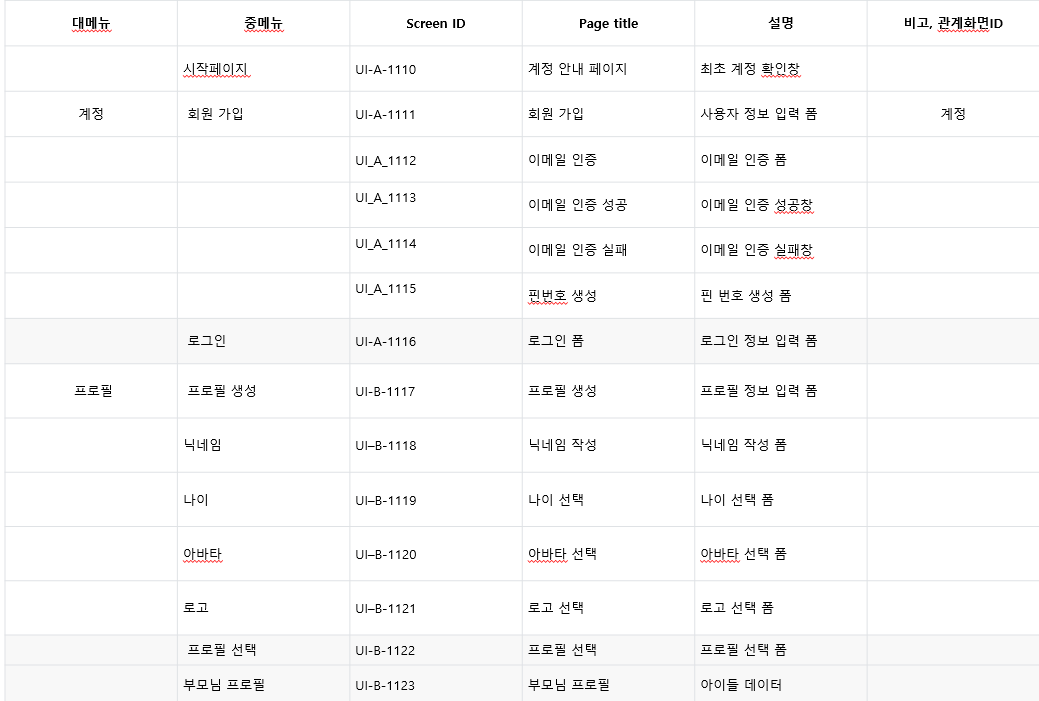 대메뉴 중메뉴 Screen ID Page title 설명 비고, 관계화면ID
시작페이지 UI-A-1110 계정 안내 페이지 최초 계정 확인창
계정 회원 가입 UI-A-1111 회원 가입 사용자 정보 입력 폼 계정
UI_A_1112 이메일 인증 이메일 인증 폼
UI_A_1113 이메일 인증 성공 이메일 인증 성공창
UI_A_1114 이메일 인증 실패 이메일 인증 실패창
UI_A_1115 핀번호 생성 핀 번호 생성 폼
로그인 UI-A-1116 로그인 폼 로그인 정보 입력 폼
프로필 프로필 생성 UI-B-1117 프로필 생성 프로필 정보 입력 폼
닉네임 UI–B-1118 닉네임 작성 닉네임 작성 폼
나이 UI–B-1119 나이 선택 나이 선택 폼
아바타 UI–B-1120 아바타 선택 아바타 선택 폼
로고 UI–B-1121 로고 선택 로고 선택 폼
프로필 선택 UI-B-1122 프로필 선택 프로필 선택 폼
부모님 프로필 UI-B-1123 부모님 프로필 아이들 데이터